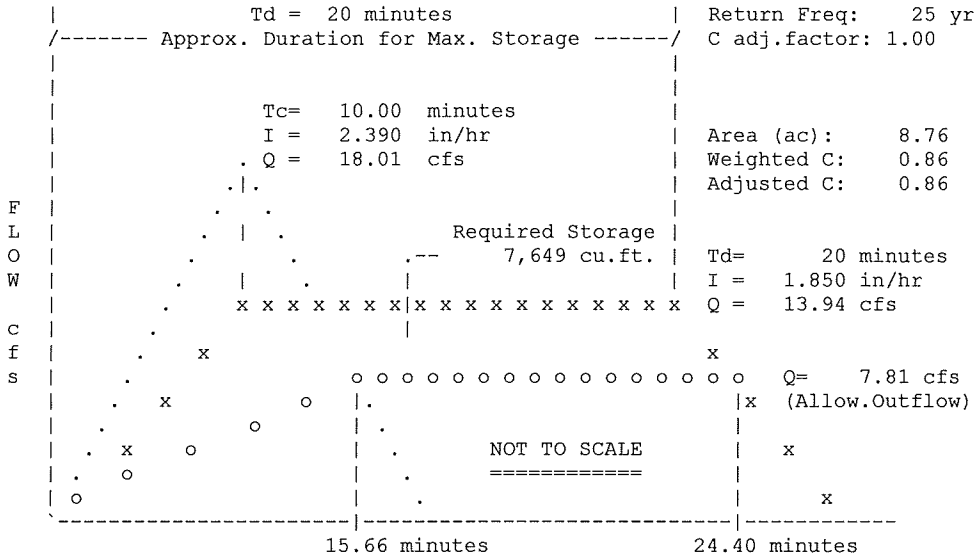 Td = 20 minutes Return Freq: 25 yr
/------- Approx. Duration for Max. Storage ------/ C adj.factor: 1.00
Tc= 10.00 minutes
I = 2.390 in/hr Area (ac): 8.76
Q = 18.01 cfs Weighted C: 0.86
Adjusted C: 0.86
F
L Required Storage
O 7,649 cu.ft. Td= 20 minutes
W I = 1.850 in/hr
x x x x x x x x x x x x x x x x x x Q = 13.94 cfs
c
f x x
s o o o o o o o o o o o o o o o o Q= 7.81 cfs
x o x (Allow.Outflow)
o
x o NOT TO SCALE x
o ============
o x
15.66 minutes 24.40 minutes